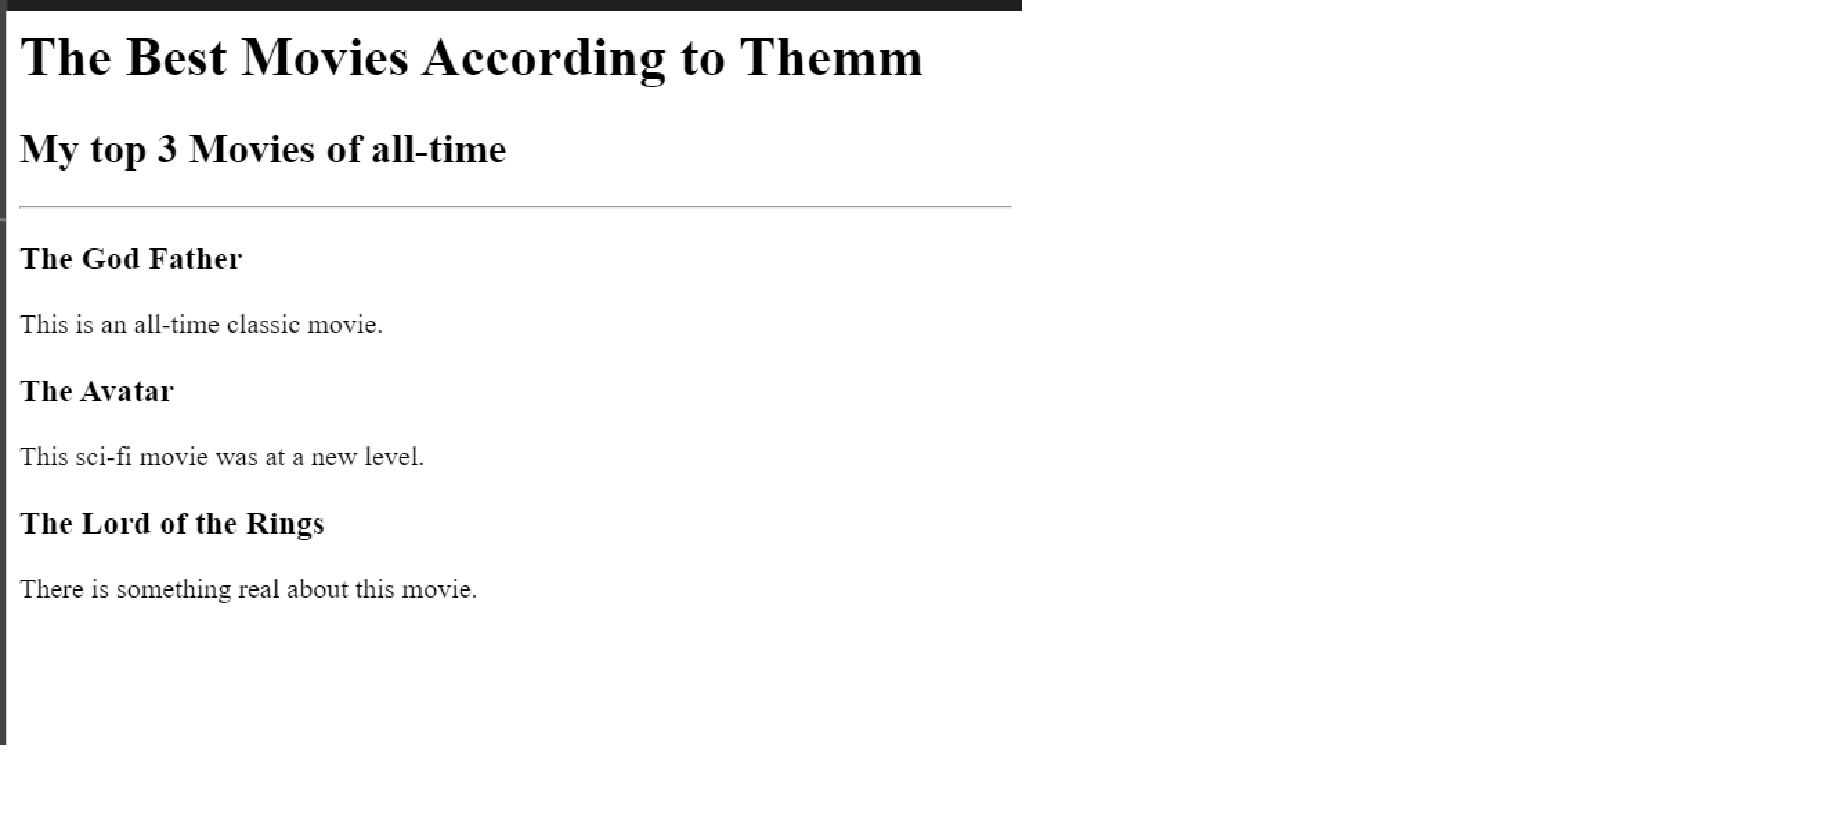 The Best Movies According to Themm
My top 3 Movies of all-time
The God Father
This is an all-time classic movie.
The Avatar
This sci-fi movie was at a new level.
The Lord of the Rings
There is something real about this movie.